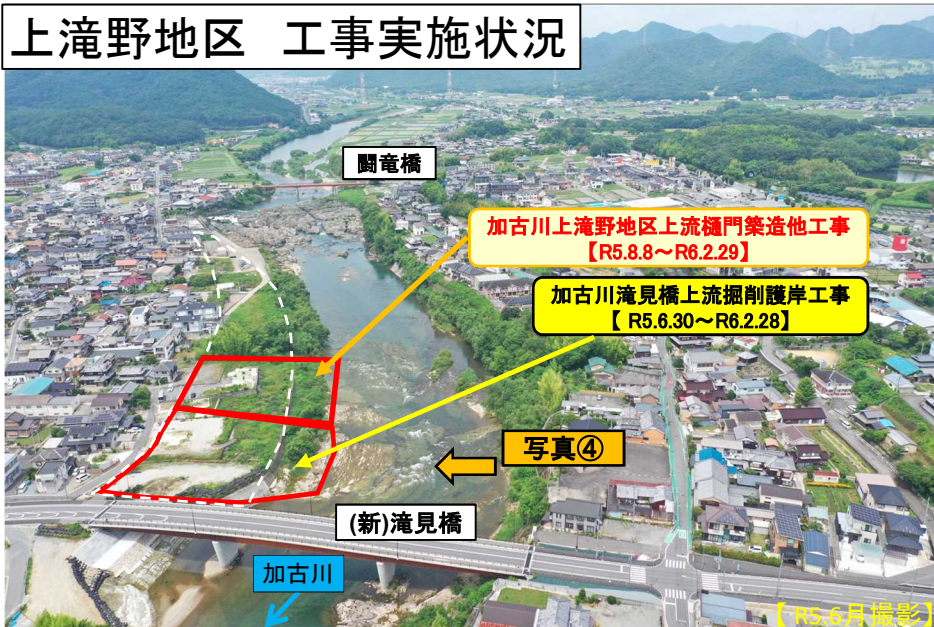 上滝野地区 工事実施状況
闘竜橋
加古川上滝野地区上流樋門築造他工事
【R5.8.8～R6.2.29】
加古川滝見橋上流掘削護岸工事
【 R5.6.30～R6.2.28】
写真④
(新)滝見橋
加古川
【 R5.6月撮影】